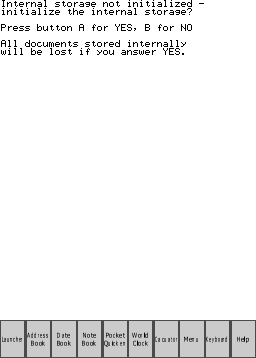 Internal storage not initialized -
initialize the internal storage?
Press button A for YES, B for NO
All documents stored internally
will be lost if you answer YES.
Launcher
Address
Book
Date
Book
Note
Book
Pocket
Quicken
World
Clock
Calculator
Menu
Keyboard
Help